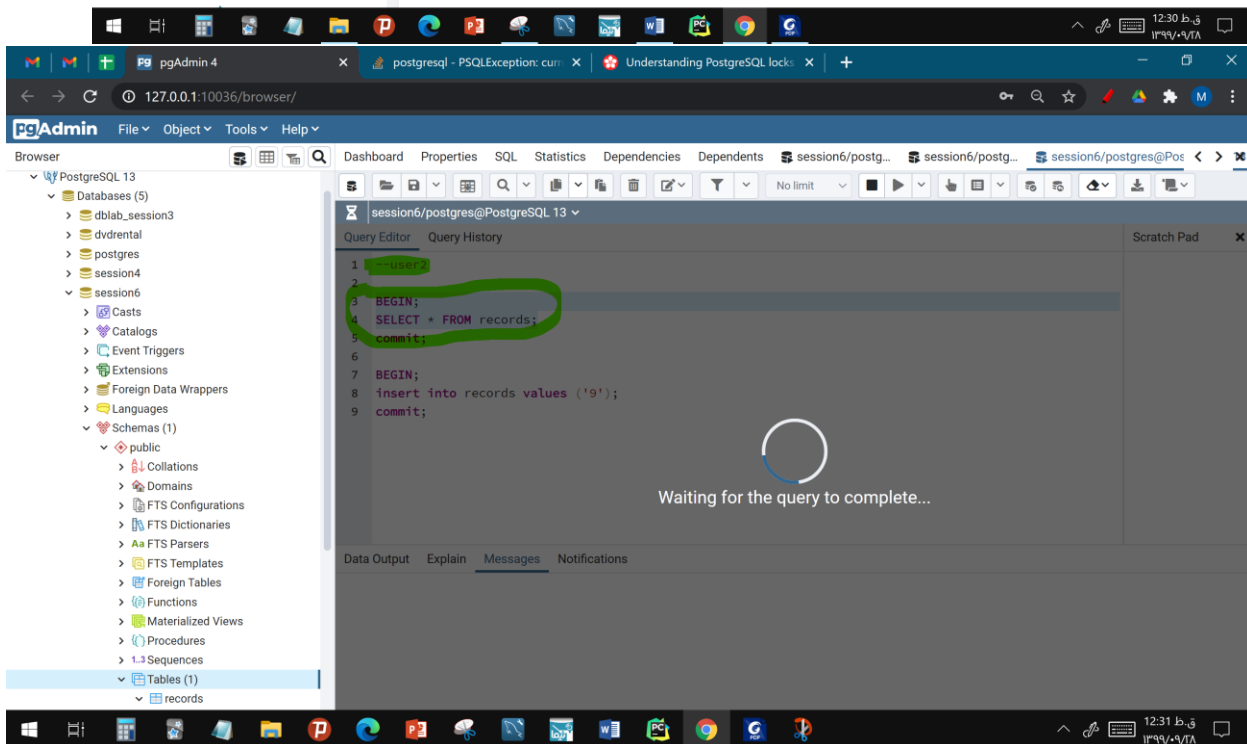 12:30 ق.ظ
۱۳۹۹/۰۹/۲۸
pgAdmin 4
postgresql - PSQLException: curr
Understanding PostgreSQL locks
127.0.0.1:10036/browser/
M
pgAdmin File Object Tools Help
Browser
Dashboard Properties SQL Statistics Dependencies Dependents session6/postg... session6/postg... session6/postgres@Pos
PostgreSQL 13
Databases (5)
No limit
dblab_session3
session6/postgres@PostgreSQL 13
dvdrental
Query Editor Query History Scratch Pad
postgres
session4
session6
Casts
Catalogs
Event Triggers
Extensions
Foreign Data Wrappers
Languages
Schemas (1)
public
Collations
Domains
FTS Configurations
FTS Dictionaries
FTS Parsers
FTS Templates
Foreign Tables
Functions
Materialized Views
Procedures
1..3 Sequences
Tables (1)
records
1 --user2
2
3 BEGIN;
4 SELECT * FROM records;
5 commit;
6
7 BEGIN;
8 insert into records values ('9');
9 commit;
Waiting for the query to complete...
Data Output Explain Messages Notifications
12:31 ق.ظ
۱۳۹۹/۰۹/۲۸